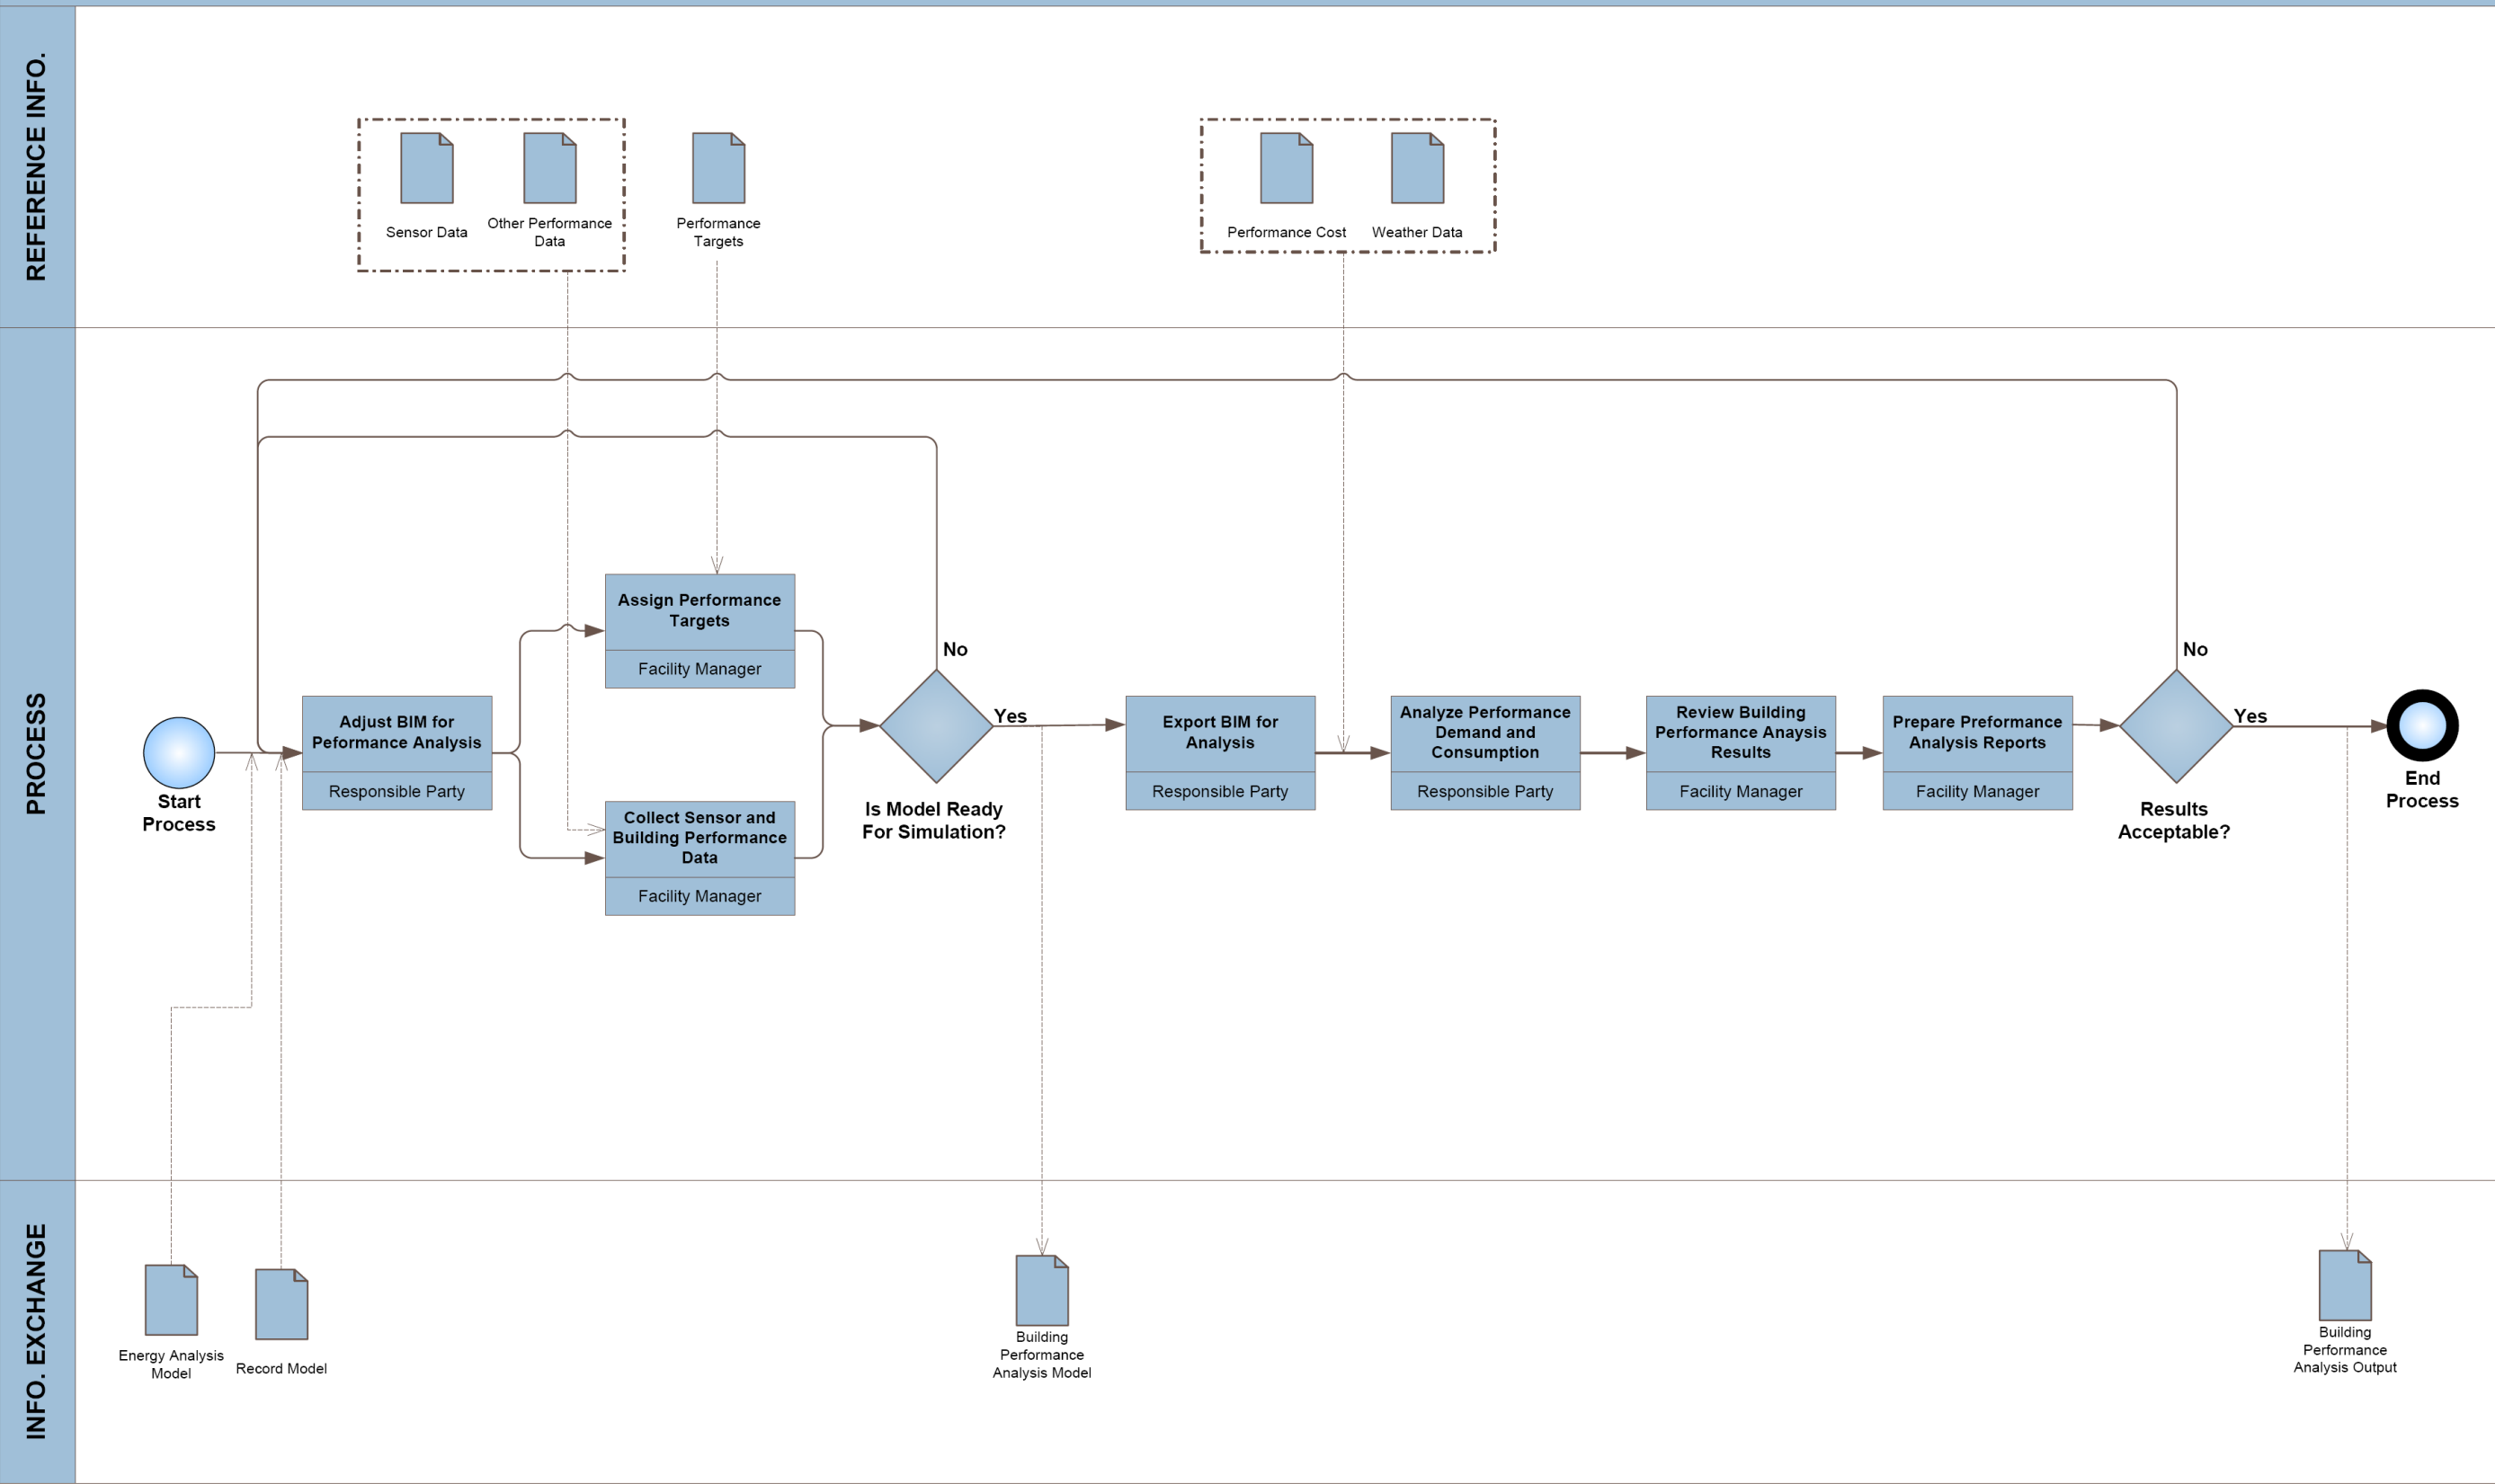 REFERENCE INFO.
Sensor Data
Other Performance
Data
Performance
Targets
Performance Cost
Weather Data
PROCESS
Start
Process
Adjust BIM for
Peformance Analysis
Responsible Party
Assign Performance
Targets
Facility Manager
Collect Sensor and
Building Performance
Data
Facility Manager
No
Yes
Is Model Ready
For Simulation?
Export BIM for
Analysis
Responsible Party
Analyze Performance
Demand and
Consumption
Responsible Party
Review Building
Performance Anaysis
Results
Facility Manager
Prepare Preformance
Analysis Reports
Facility Manager
No
Yes
Results
Acceptable?
End
Process
INFO. EXCHANGE
Energy Analysis
Model
Record Model
Building
Performance
Analysis Model
Building
Performance
Analysis Output